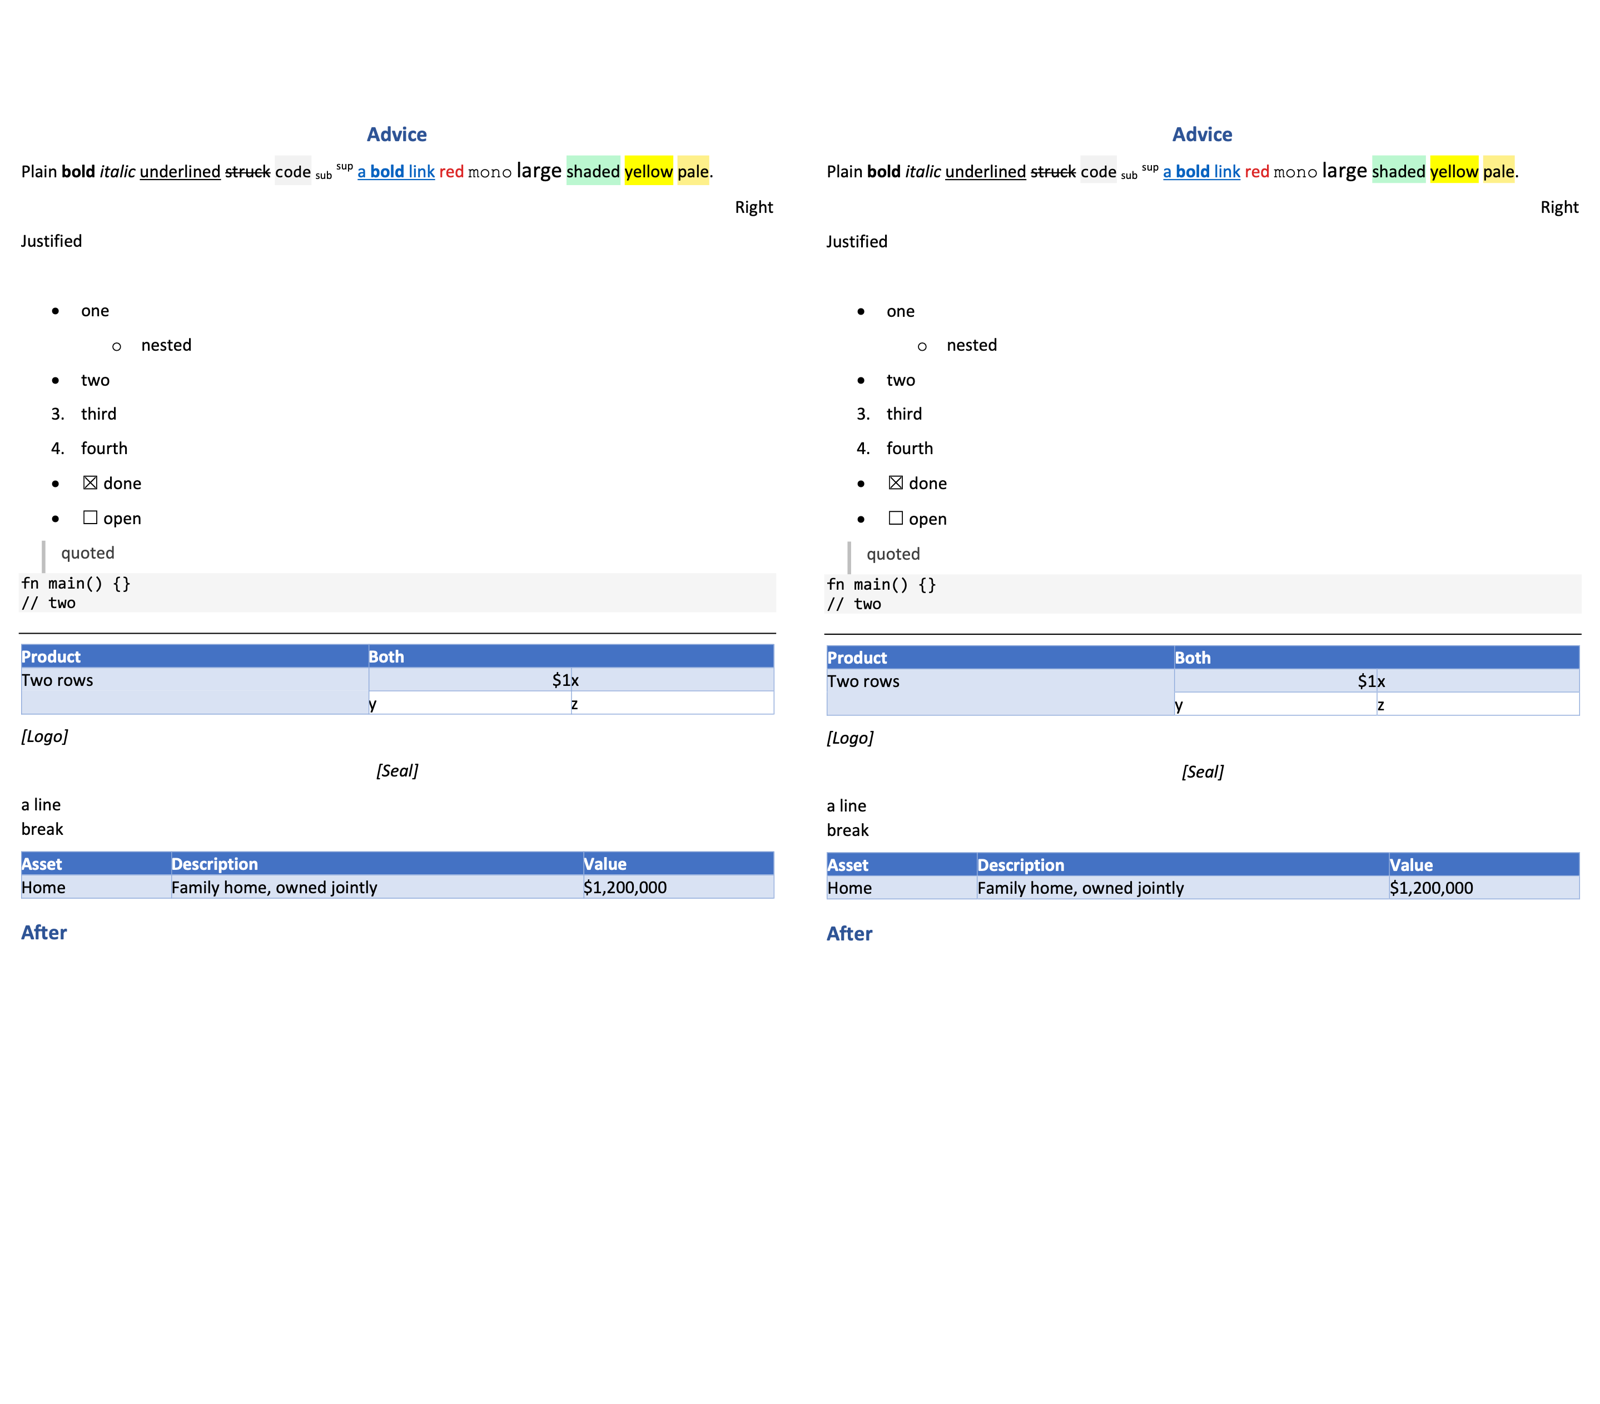 Advice
Plain bold italic underlined struck code sub sup a bold link red mono large shaded yellow pale.
Right
Justified
• one
○ nested
• two
3. third
4. fourth
• ☒ done
• ☐ open
quoted
fn main() {}
// two
Product Both
Two rows $1 x
y z
[Logo]
[Seal]
a line
break
Asset Description Value
Home Family home, owned jointly $1,200,000
After
Advice
Plain bold italic underlined struck code sub sup a bold link red mono large shaded yellow pale.
Right
Justified
• one
○ nested
• two
3. third
4. fourth
• ☒ done
• ☐ open
quoted
fn main() {}
// two
Product Both
Two rows $1 x
y z
[Logo]
[Seal]
a line
break
Asset Description Value
Home Family home, owned jointly $1,200,000
After